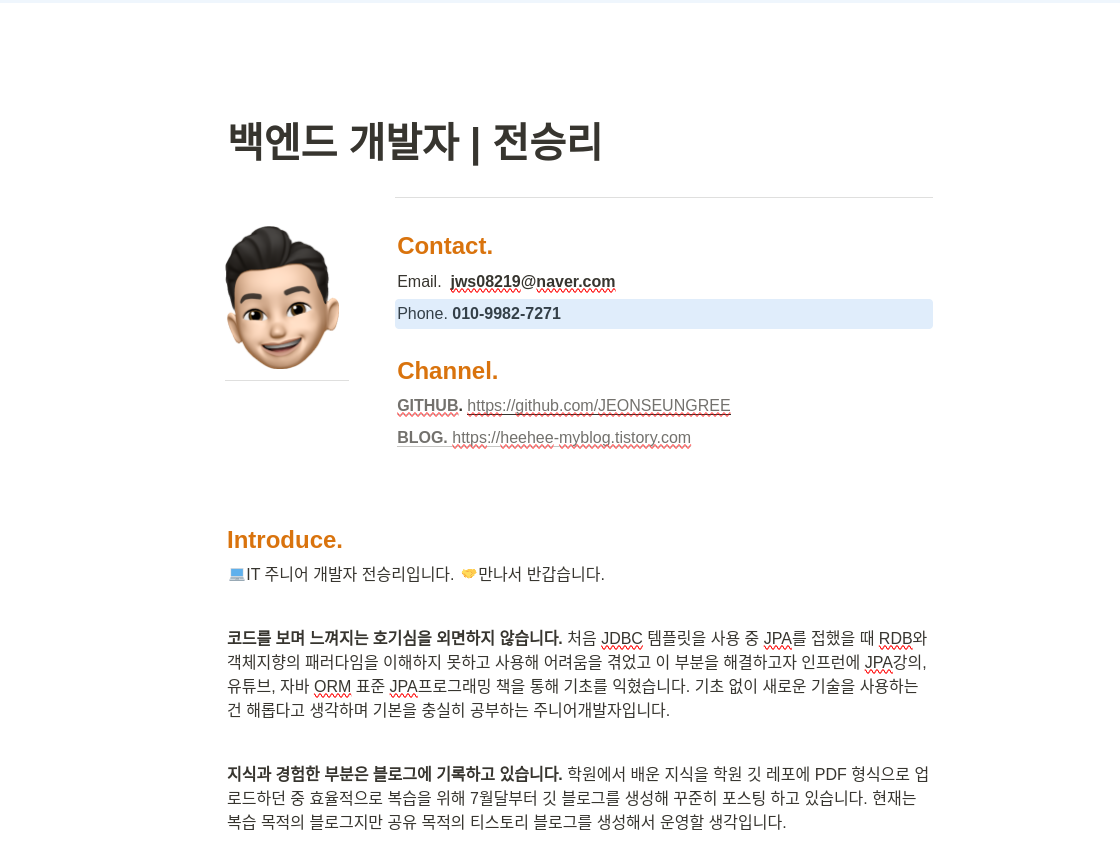 백엔드 개발자 | 전승리
Contact.
Email. jws08219@naver.com
Phone. 010-9982-7271
Channel.
GITHUB. https://github.com/JEONSEUNGREE
BLOG. https://heehee-myblog.tistory.com
Introduce.
💻IT 주니어 개발자 전승리입니다. 🤝만나서 반갑습니다.
코드를 보며 느껴지는 호기심을 외면하지 않습니다. 처음 JDBC 템플릿을 사용 중 JPA를 접했을 때 RDB와
객체지향의 패러다임을 이해하지 못하고 사용해 어려움을 겪었고 이 부분을 해결하고자 인프런에 JPA강의,
유튜브, 자바 ORM 표준 JPA프로그래밍 책을 통해 기초를 익혔습니다. 기초 없이 새로운 기술을 사용하는
건 해롭다고 생각하며 기본을 충실히 공부하는 주니어개발자입니다.
지식과 경험한 부분은 블로그에 기록하고 있습니다. 학원에서 배운 지식을 학원 깃 레포에 PDF 형식으로 업
로드하던 중 효율적으로 복습을 위해 7월달부터 깃 블로그를 생성해 꾸준히 포스팅 하고 있습니다. 현재는
복습 목적의 블로그지만 공유 목적의 티스토리 블로그를 생성해서 운영할 생각입니다.